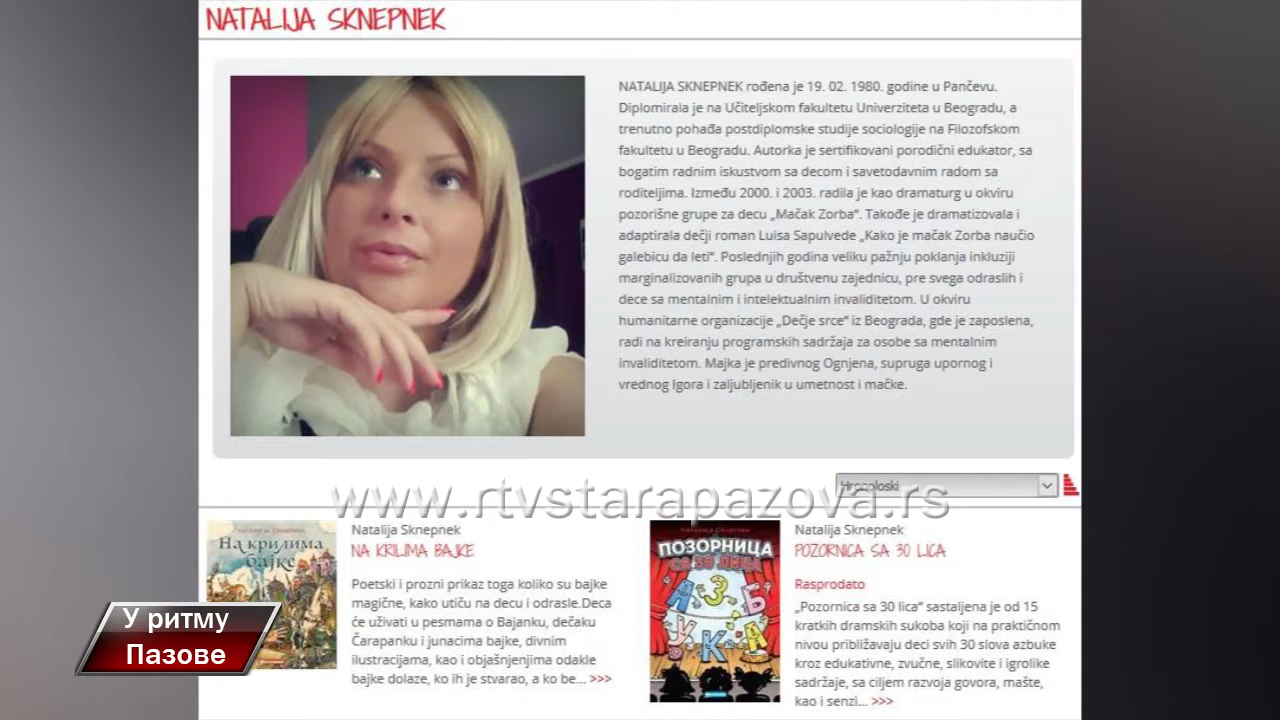 NATALIJA SKNEPNEK
NATALIJA SKNEPNEK rođena je 19. 02. 1980. godine u Pančevu.
Diplomirala je na Učiteljskom fakultetu Univerziteta u Beogradu, a
trenutno pohađa postdiplomske studije sociologije na Filozofskom
fakultetu u Beogradu. Autorka je sertifikovani porodični edukator, sa
bogatim radnim iskustvom sa decom i savetodavnim radom sa
roditeljima. Između 2000. i 2003. radila je kao dramaturg u okviru
pozorišne grupe za decu „Mačak Zorba“. Takođe je dramatizovala i
adaptirala dečji roman Luisa Sapulvede „Kako je mačak Zorba naučio
galebicu da leti“. Poslednjih godina veliku pažnju poklanja inkluziji
marginalizovanih grupa u društvenu zajednici, pre svega odraslih i
dece sa mentalnim i intelektualnim invaliditetom. U okviru
humanitarne organizacije „Dečje srce“ iz Beograda, gde je zaposlena,
radi na kreiranju programskih sadržaja za osobe sa mentalnim
invaliditetom. Majka je predivnog Ognjena, supruga upornog i
vrednog Igora i zaljubljenik u umetnost i mačke.
Hronoloski
www.rtvstarapazova.rs
На крилима
бајке
Natalija Sknepnek
NA KRILIMA BAJKE
Poetski i prozni prikaz toga koliko su bajke
magične, kako utiču na decu i odrasle.Deca
će uživati u pesmama o Bajanku, dečaku
Čarapanku i junacima bajke, divnim
ilustracijama, kao i objašnjenjima odakle
bajke dolaze, ko ih je stvarao, a ko be... >>>
ПОЗОРНИЦА
СА 30 ЛИЦА
А З Б
У К А
Natalija Sknepnek
POZORNICA SA 30 LICA
Rasprodato
„Pozornica sa 30 lica“ sastaljena je od 15
kratkih dramskih sukoba koji na praktičnom
nivou približavaju deci svih 30 slova azbuke
kroz edukativne, zvučne, slikovite i igrolike
sadržaje, sa ciljem razvoja govora, mašte,
kao i senzi... >>>
У ритму
Пазове